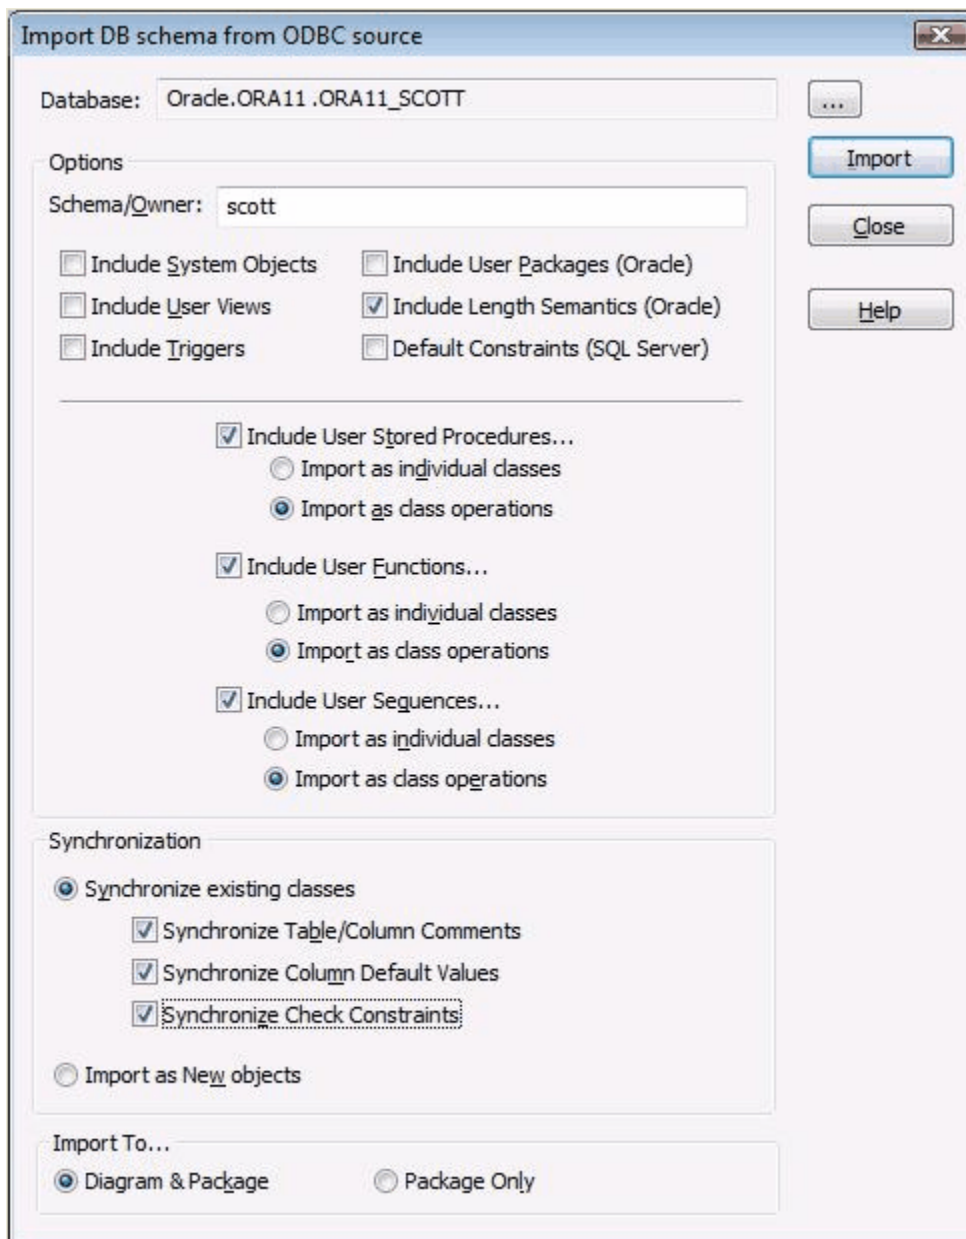 Import DB schema from ODBC source
Database: Oracle.ORA11 .ORA11_SCOTT ...
Import
Options
Schema/Owner: scott
Close
Include System Objects Include User Packages (Oracle)
Include User Views Include Length Semantics (Oracle)
Help
Include Triggers Default Constraints (SQL Server)
Include User Stored Procedures...
Import as individual classes
Import as class operations
Include User Functions...
Import as individual classes
Import as class operations
Include User Sequences...
Import as individual classes
Import as class operations
Synchronization
Synchronize existing classes
Synchronize Table/Column Comments
Synchronize Column Default Values
Synchronize Check Constraints
Import as New objects
Import To...
Diagram & Package Package Only